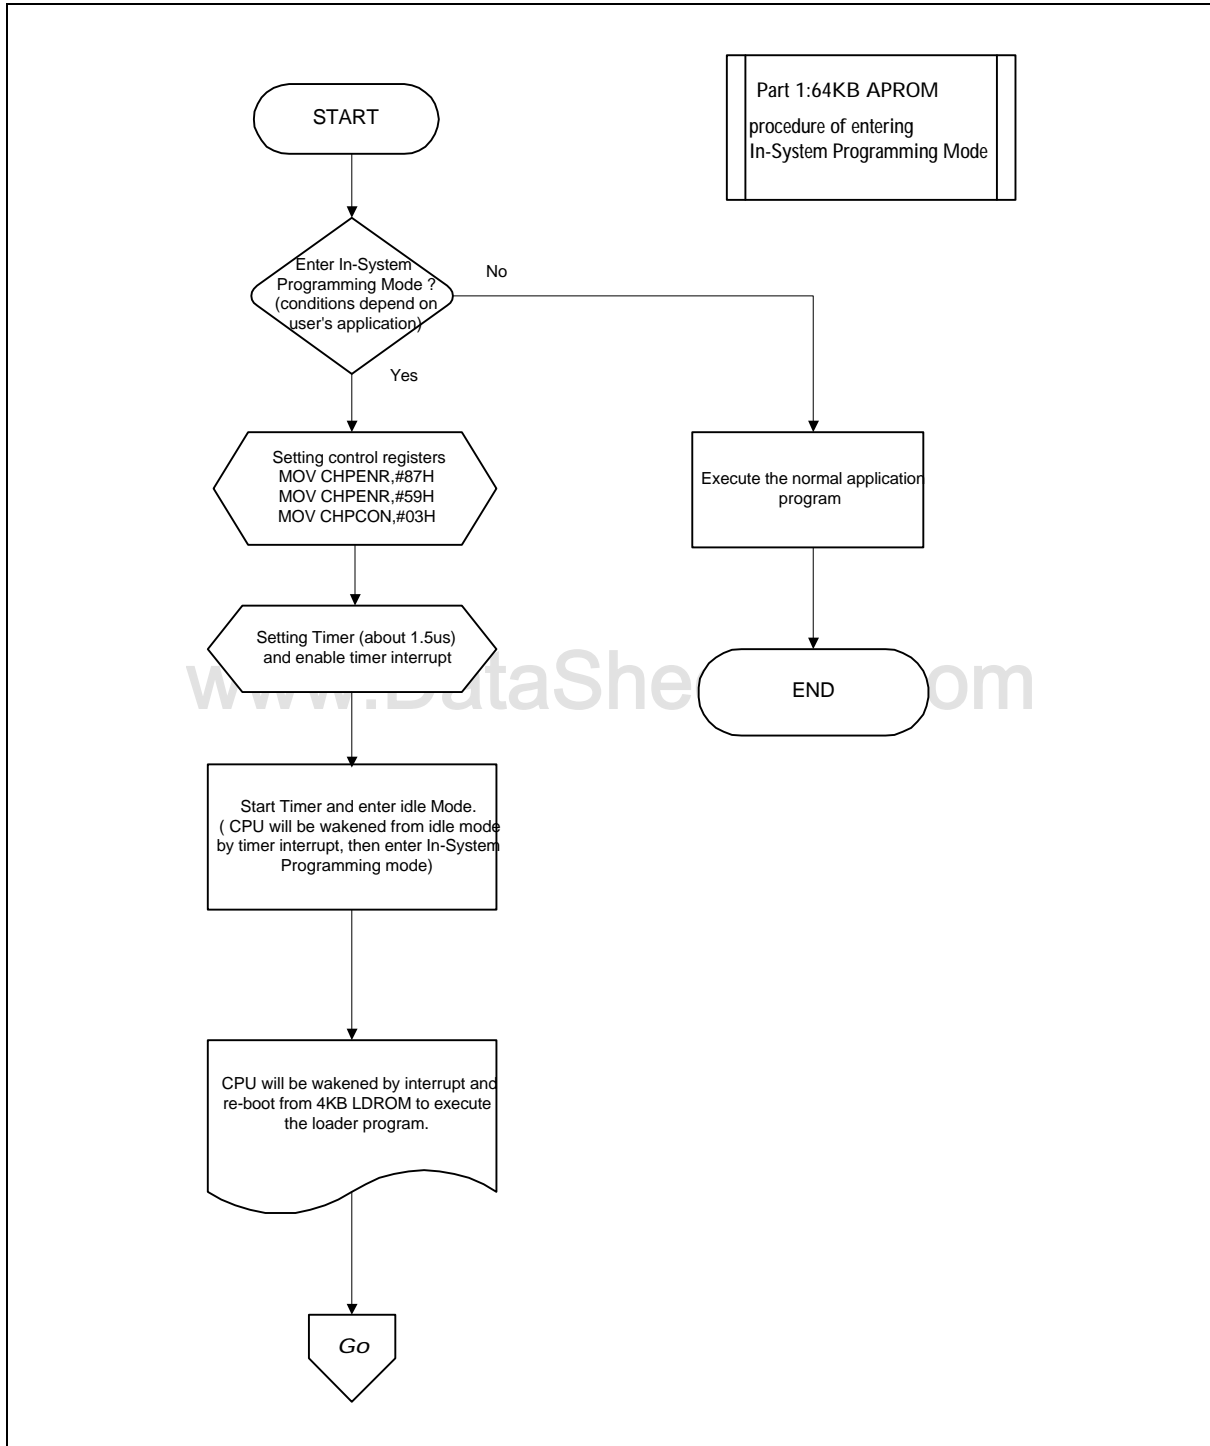 START
Part 1:64KB APROM
procedure of entering
In-System Programming Mode
Enter In-System
Programming Mode ?
(conditions depend on
user's application)
No
Yes
Setting control registers
MOV CHPENR,#87H
MOV CHPENR,#59H
MOV CHPCON,#03H
Execute the normal application
program
Setting Timer (about 1.5us)
and enable timer interrupt
END
Start Timer and enter idle Mode.
( CPU will be wakened from idle mode
by timer interrupt, then enter In-System
Programming mode)
CPU will be wakened by interrupt and
re-boot from 4KB LDROM to execute
the loader program.
Go